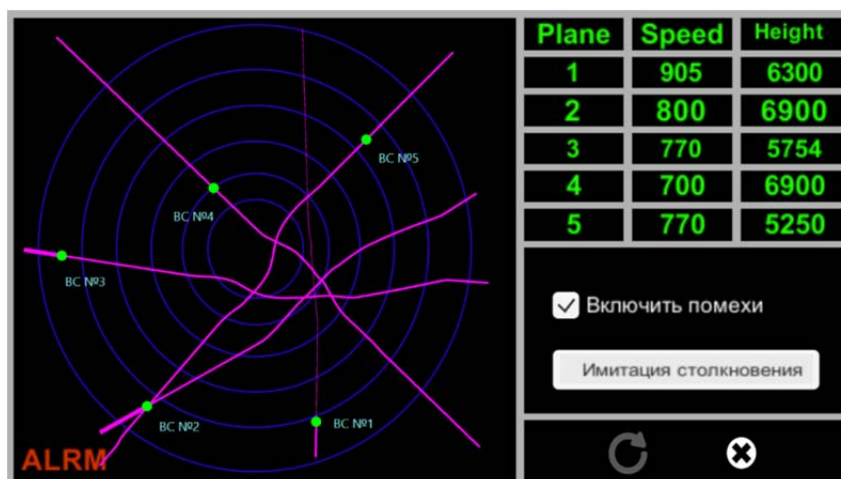 Plane Speed Height
1 905 6300
2 800 6900
3 770 5754
4 700 6900
5 770 5250
ВС №5
ВС №4
ВС №3
ВС №2
ВС №1
ALRM
Включить помехи
Имитация столкновения